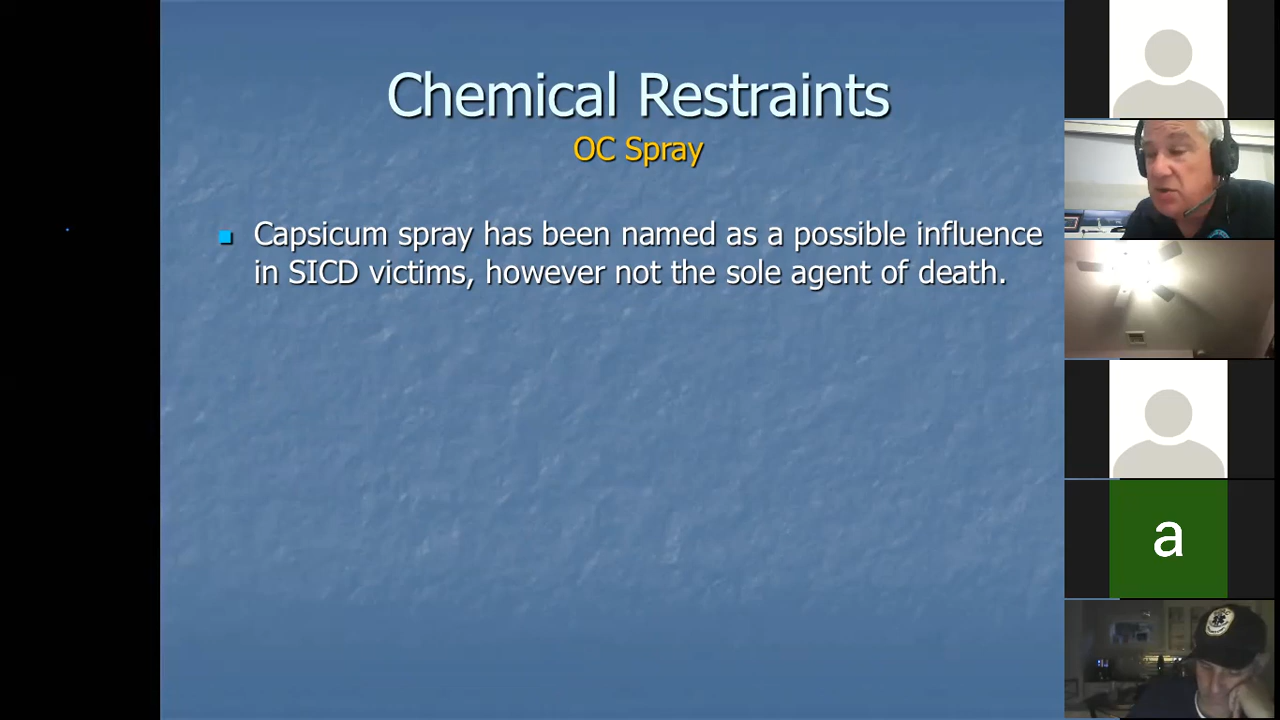 Chemical Restraints
OC Spray
Capsicum spray has been named as a possible influence
in SICD victims, however not the sole agent of death.
a